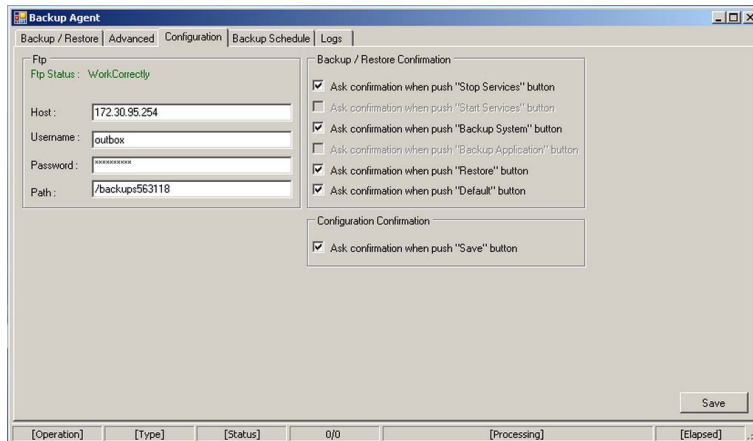 Backup Agent
Backup / Restore Advanced Configuration Backup Schedule Logs
Ftp
Ftp Status : WorkCorrectly
Host : 172.30.95.254
Username : outbox
Password : **********
Path : /backups563118
Backup / Restore Confirmation
Ask confirmation when push "Stop Services" button
Ask confirmation when push "Start Services" button
Ask confirmation when push "Backup System" button
Ask confirmation when push "Backup Application" button
Ask confirmation when push "Restore" button
Ask confirmation when push "Default" button
Configuration Confirmation
Ask confirmation when push "Save" button
Save
[Operation] [Type] [Status] 0/0 [Processing] [Elapsed]